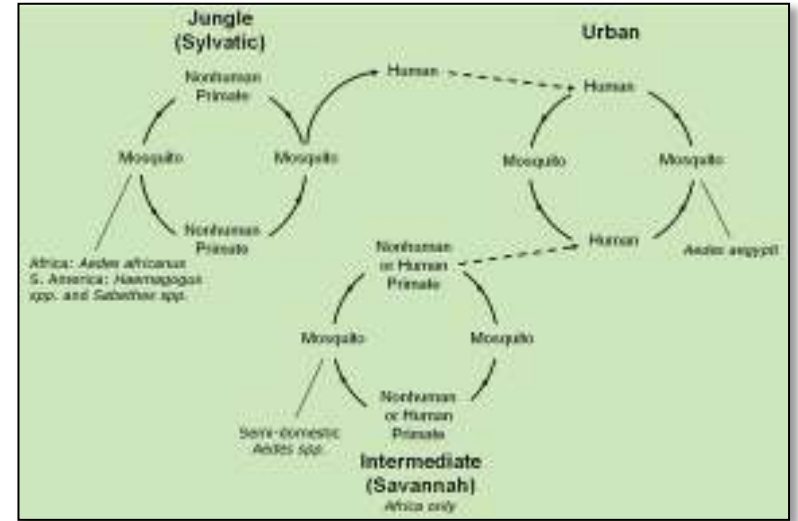 Jungle
(Sylvatic)
Urban
Nonhuman
Primate
Human
Human
Mosquito
Mosquito
Mosquito
Mosquito
Nonhuman
Primate
Human
Aedes aegypti
Africa: Aedes africanus
S. America: Haemagogus
spp. and Sabethes spp.
Nonhuman
or Human
Primate
Mosquito
Mosquito
Nonhuman
or Human
Primate
Semi-domestic
Aedes spp.
Intermediate
(Savannah)
Africa only